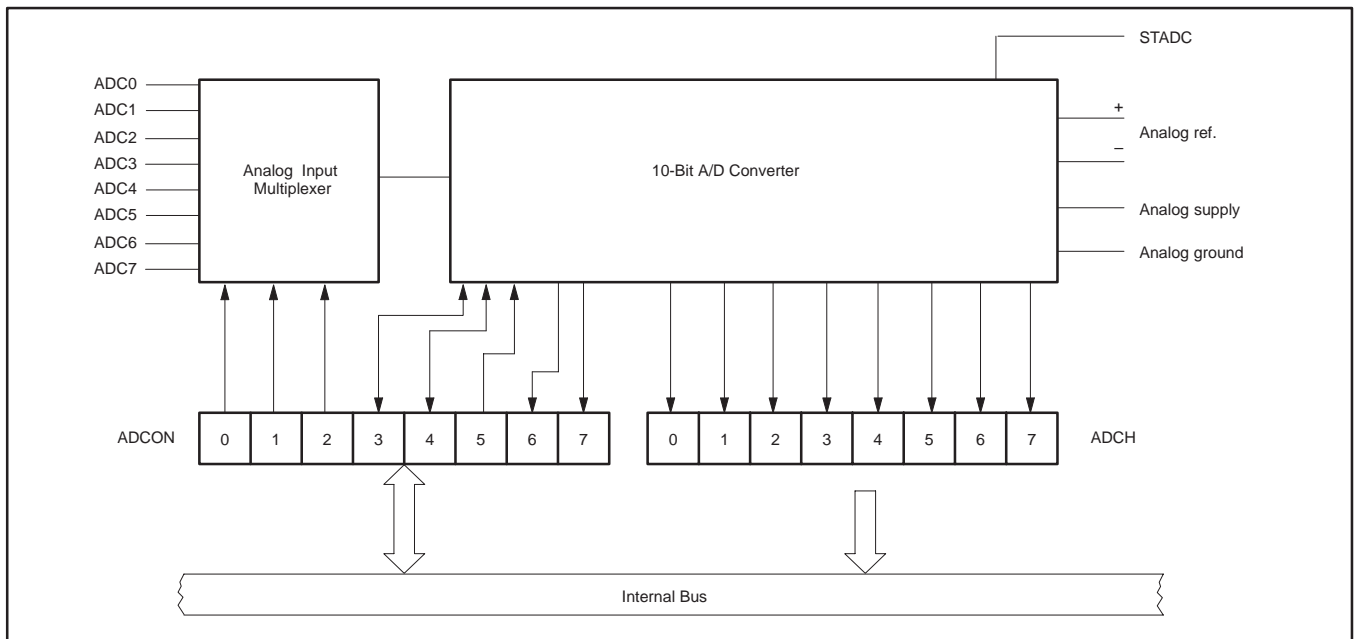 STADC
ADC0
ADC1
ADC2
ADC3
ADC4
ADC5
ADC6
ADC7
Analog Input
Multiplexer
10-Bit A/D Converter
+
Analog ref.
–
Analog supply
Analog ground
ADCON
0 1 2 3 4 5 6 7
0 1 2 3 4 5 6 7
ADCH
Internal Bus